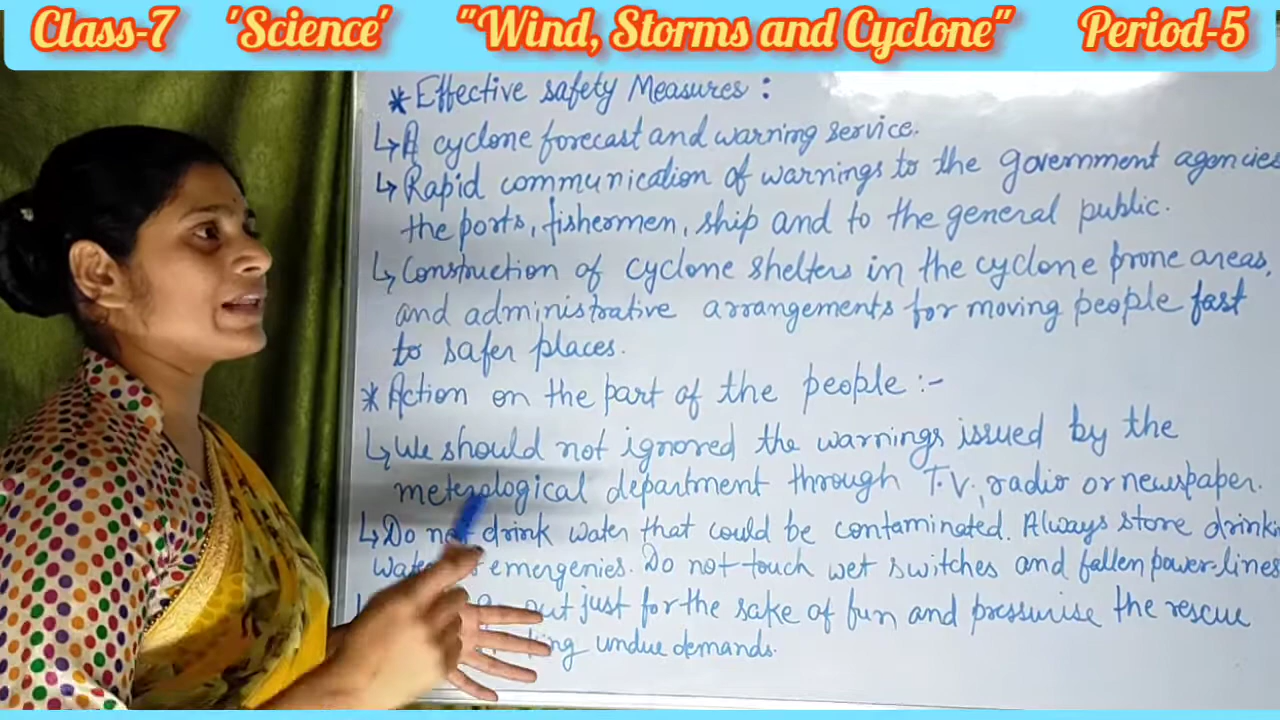 Class-7 'Science' "Wind, Storms and Cyclone" Period-5
* Effective safety Measures :
↳ A cyclone forecast and warning service.
↳ Rapid communication of warnings to the government agencies
the ports, fishermen, ship and to the general public.
↳ Construction of cyclone shelters in the cyclone prone areas,
and administrative arrangements for moving people fast
to safer places.
* Action on the part of the people :-
↳ We should not ignored the warnings issued by the
meterological department through T.V., radio or newspaper.
↳ Do not drink water that could be contaminated. Always store
emergenies. Do not touch wet switches and fallen power-lines
out just for the sake of fun and pressurise the rescue
undue demands.